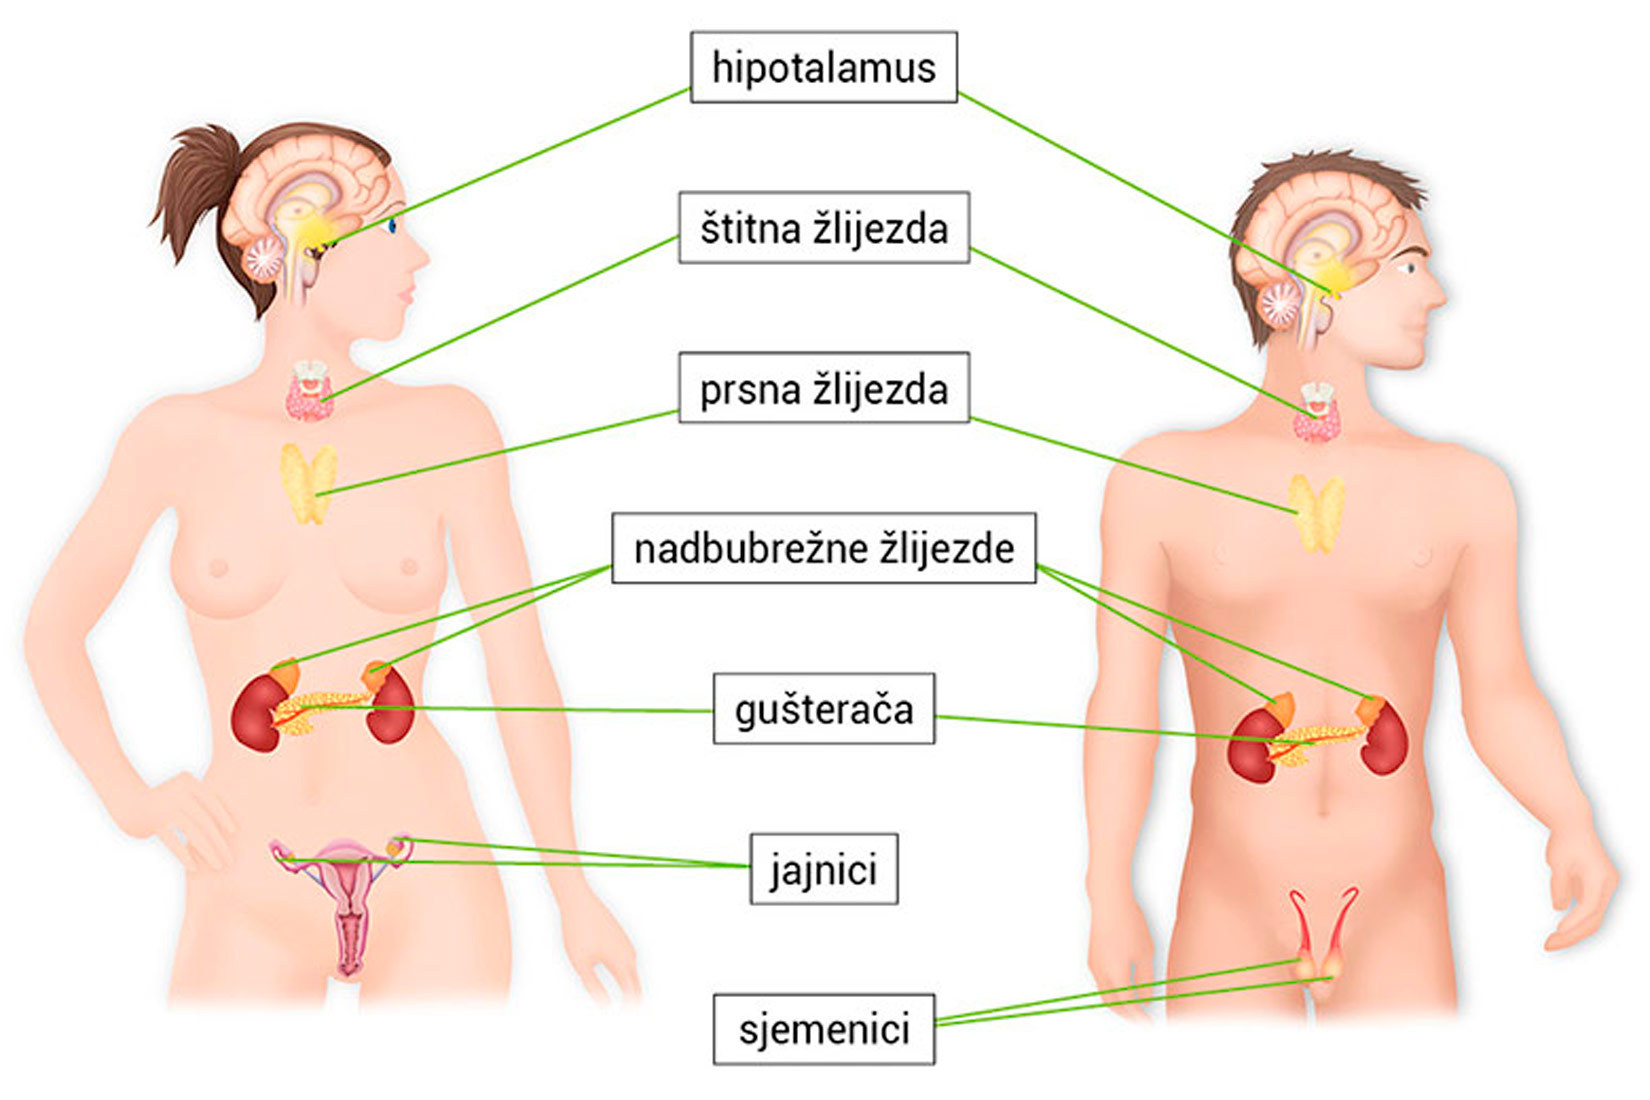 hipotalamus
štitna žlijezda
prsna žlijezda
nadbubrežne žlijezde
gušterača
jajnici
sjemenici